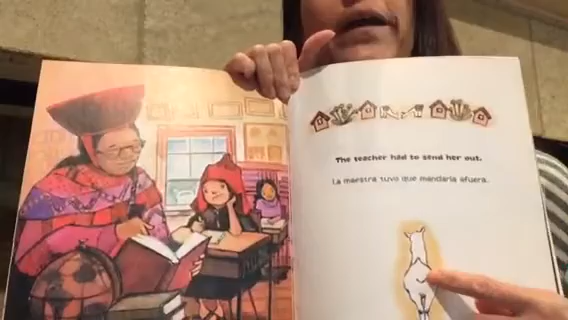 The teacher had to send her out.
La maestra tuvo que mandarla afuera.